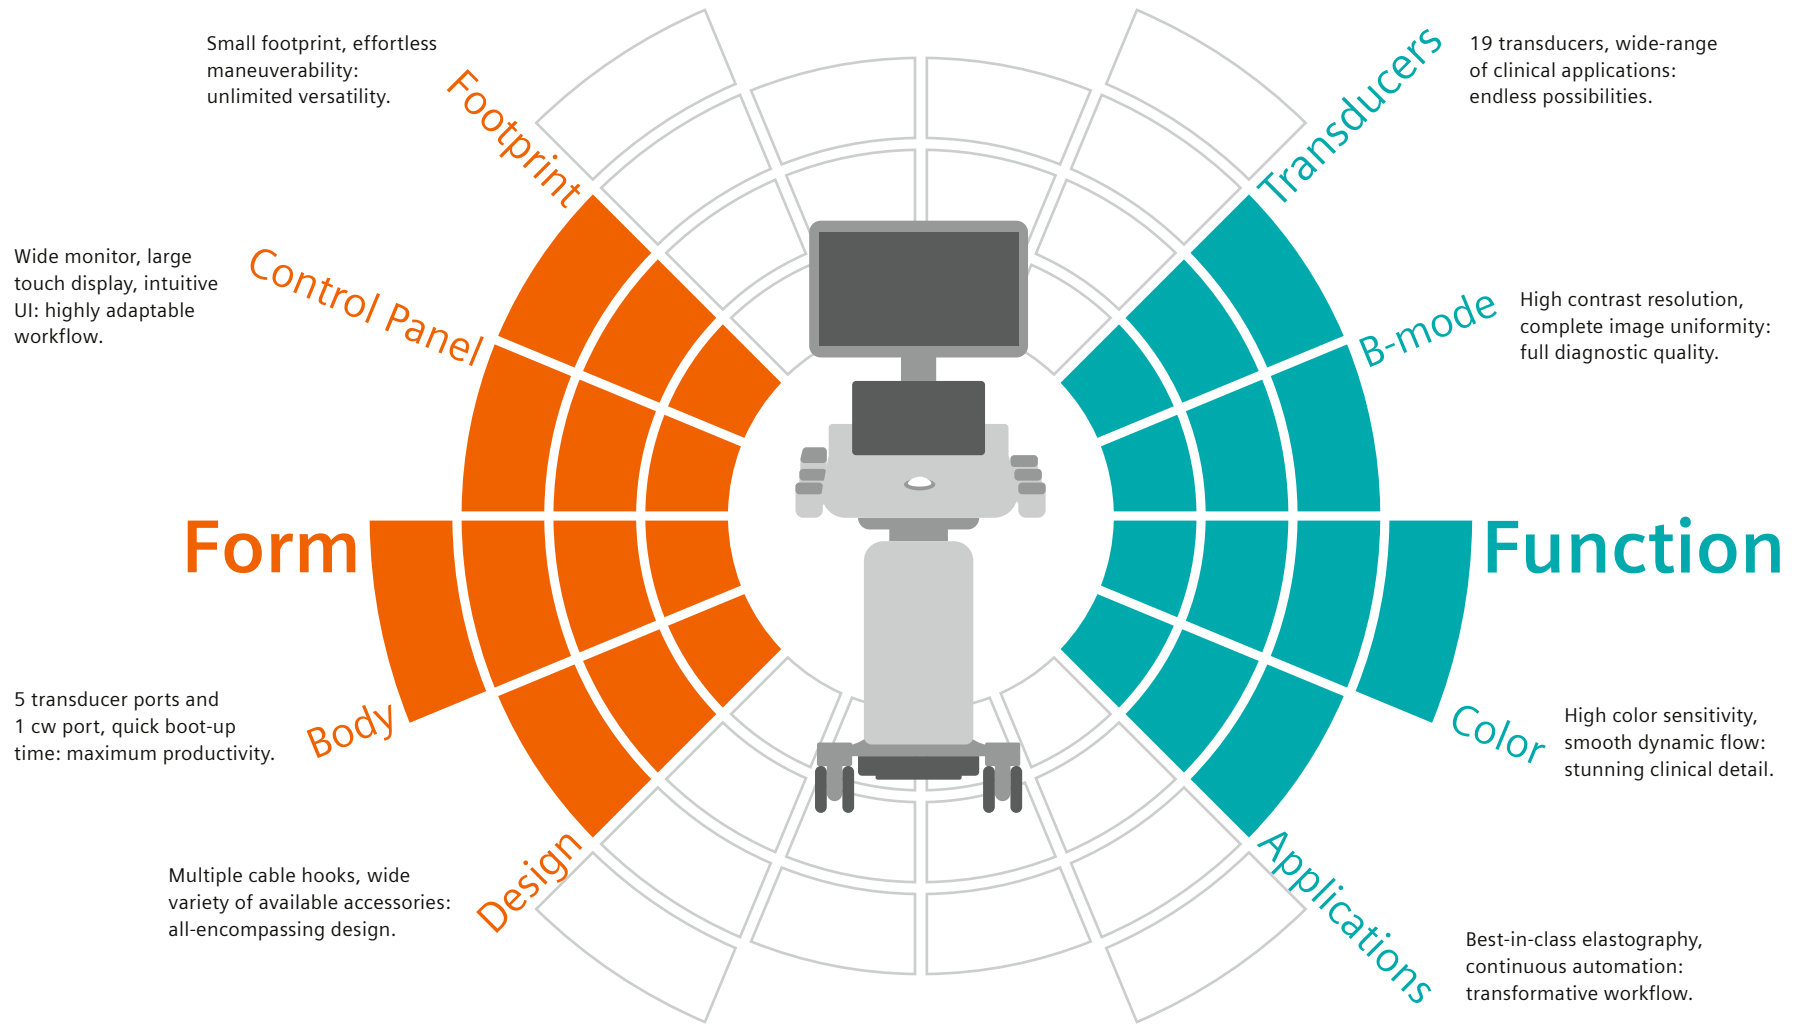 Small footprint, effortless
maneuverability:
unlimited versatility.
Footprint
Wide monitor, large
touch display, intuitive
UI: highly adaptable
workflow.
Control Panel
Form
5 transducer ports and
1 cw port, quick boot-up
time: maximum productivity.
Body
Multiple cable hooks, wide
variety of available accessories:
all-encompassing design.
Design
Transducers
19 transducers, wide-range
of clinical applications:
endless possibilities.
B-mode
High contrast resolution,
complete image uniformity:
full diagnostic quality.
Function
Color
High color sensitivity,
smooth dynamic flow:
stunning clinical detail.
Applications
Best-in-class elastography,
continuous automation:
transformative workflow.